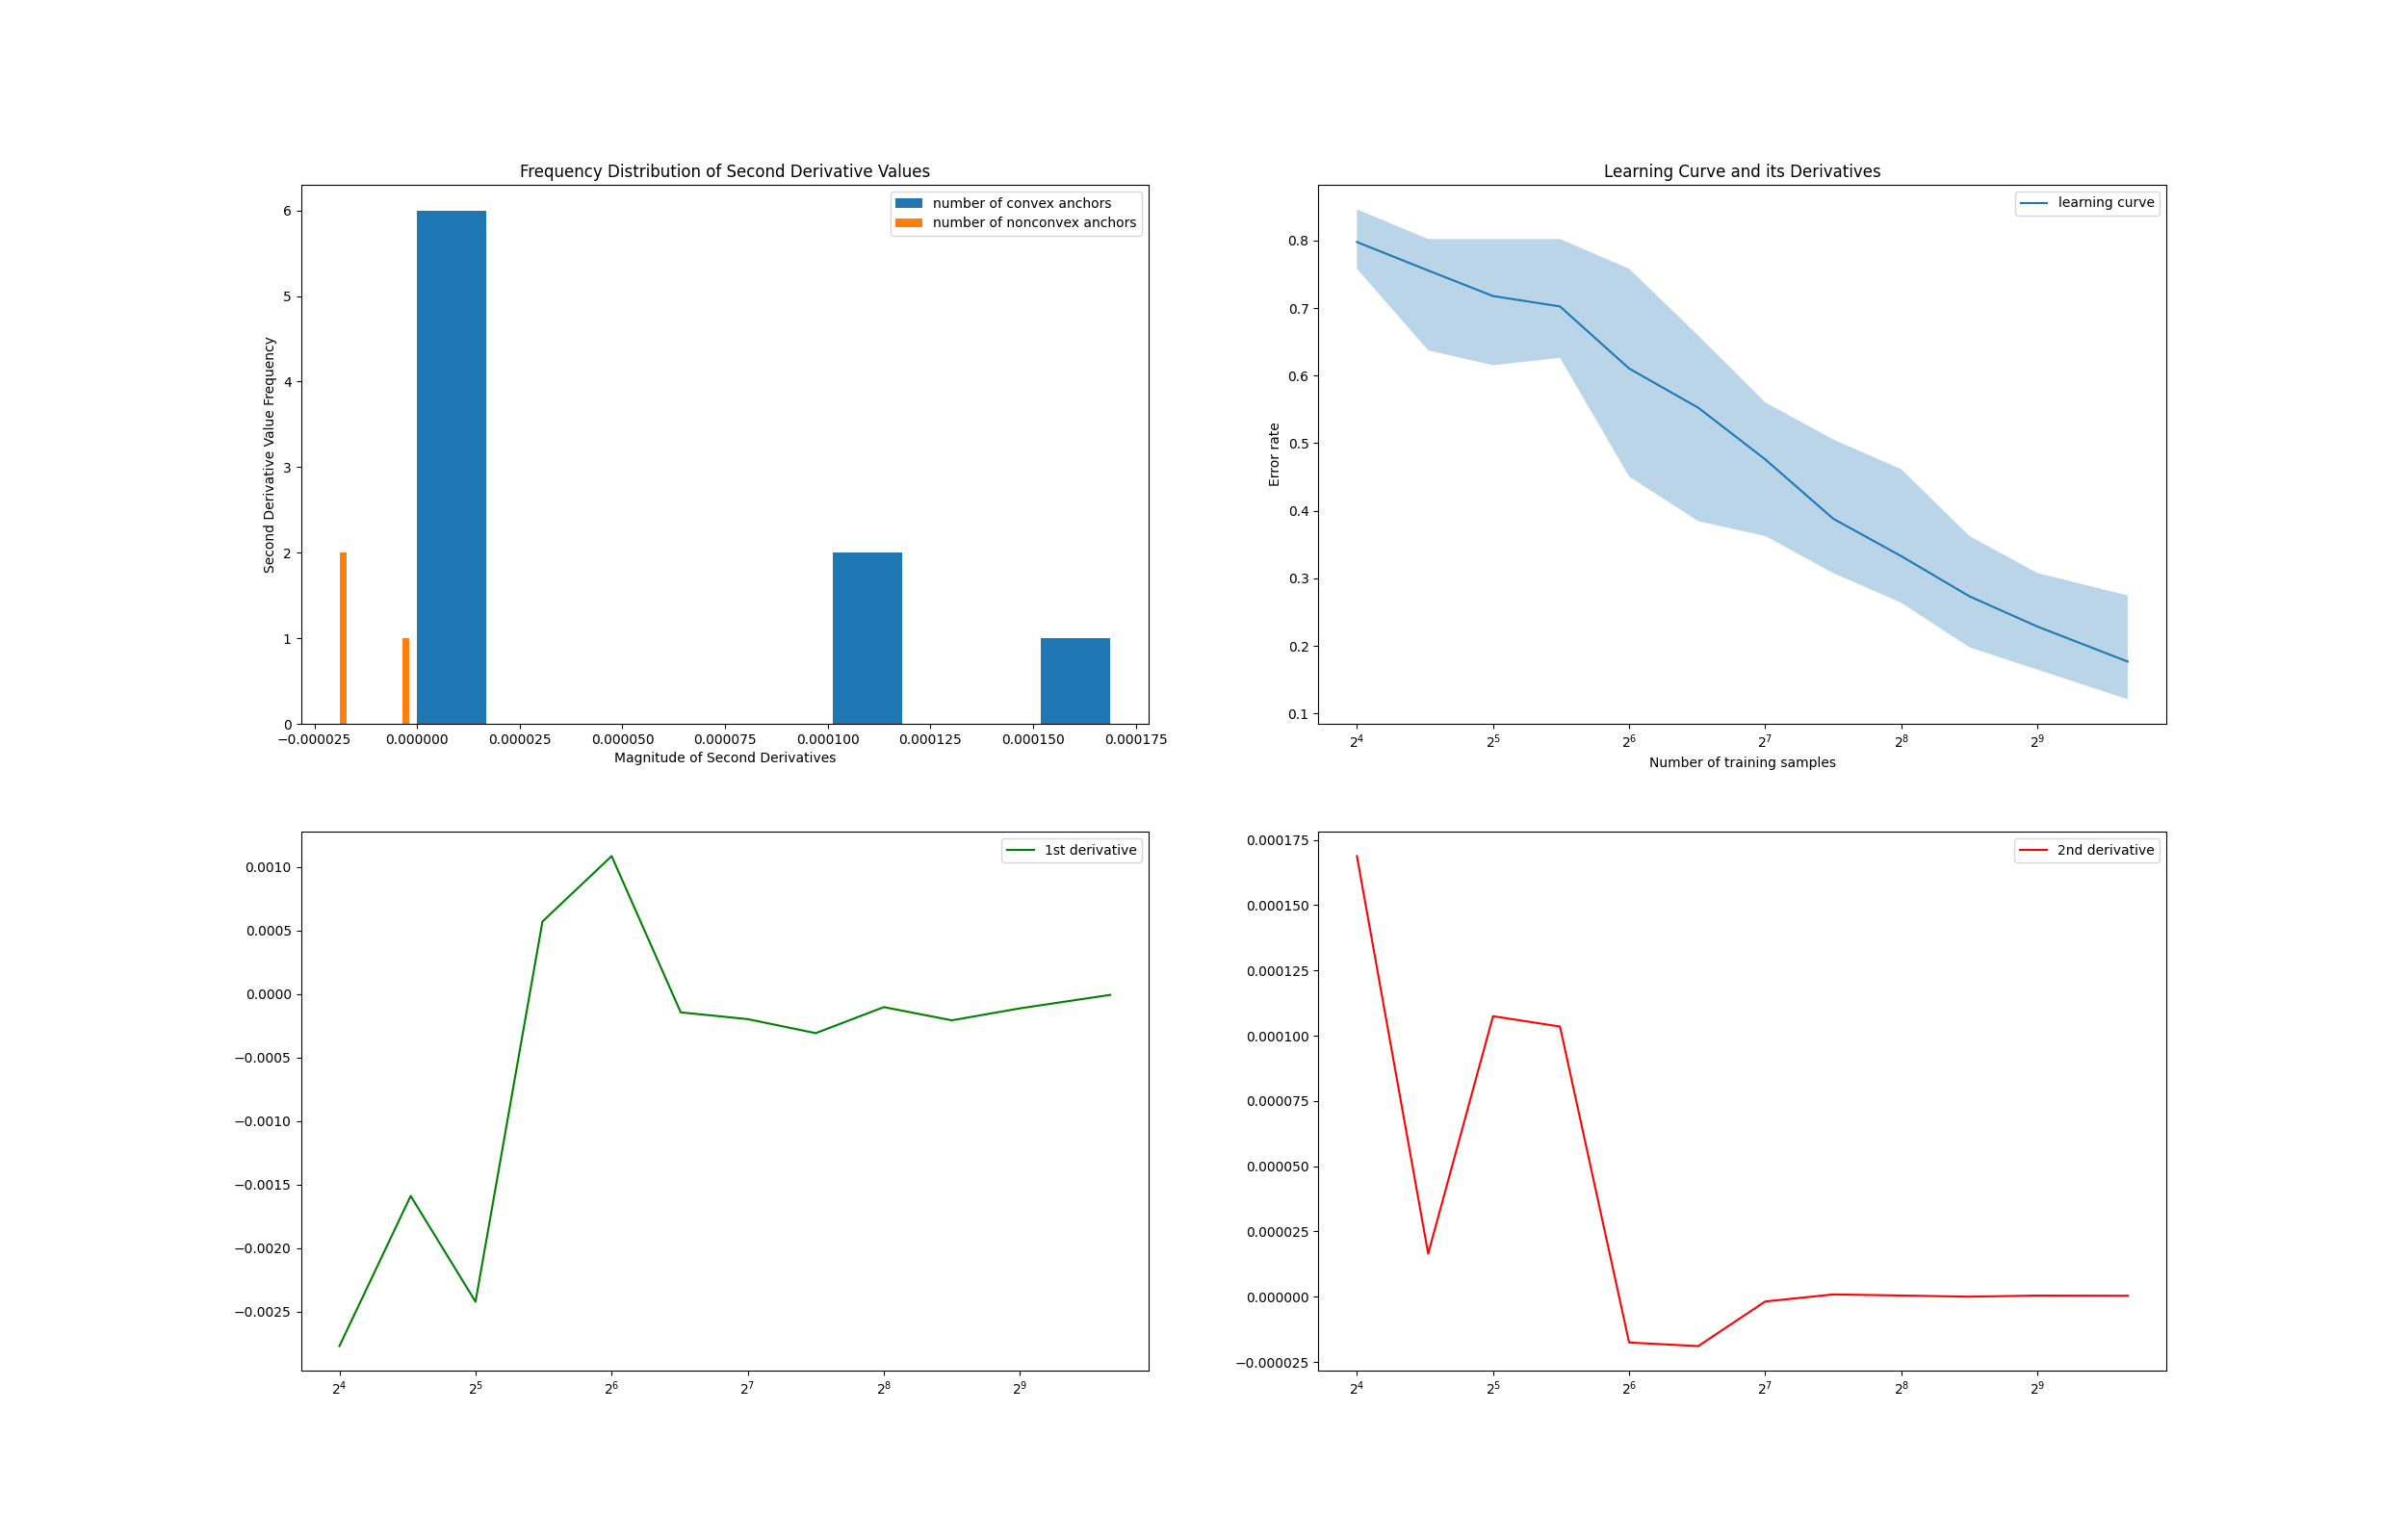 Frequency Distribution of Second Derivative Values
number of convex anchors
number of nonconvex anchors
6
5
4
3
2
1
0
Second Derivative Value Frequency
−0.000025 0.000000 0.000025 0.000050 0.000075 0.000100 0.000125 0.000150 0.000175
Magnitude of Second Derivatives
Learning Curve and its Derivatives
learning curve
0.8
0.7
0.6
0.5
0.4
0.3
0.2
0.1
Error rate
2⁴ 2⁵ 2⁶ 2⁷ 2⁸ 2⁹
Number of training samples
1st derivative
0.0010
0.0005
0.0000
−0.0005
−0.0010
−0.0015
−0.0020
−0.0025
2⁴ 2⁵ 2⁶ 2⁷ 2⁸ 2⁹
2nd derivative
0.000175
0.000150
0.000125
0.000100
0.000075
0.000050
0.000025
0.000000
−0.000025
2⁴ 2⁵ 2⁶ 2⁷ 2⁸ 2⁹